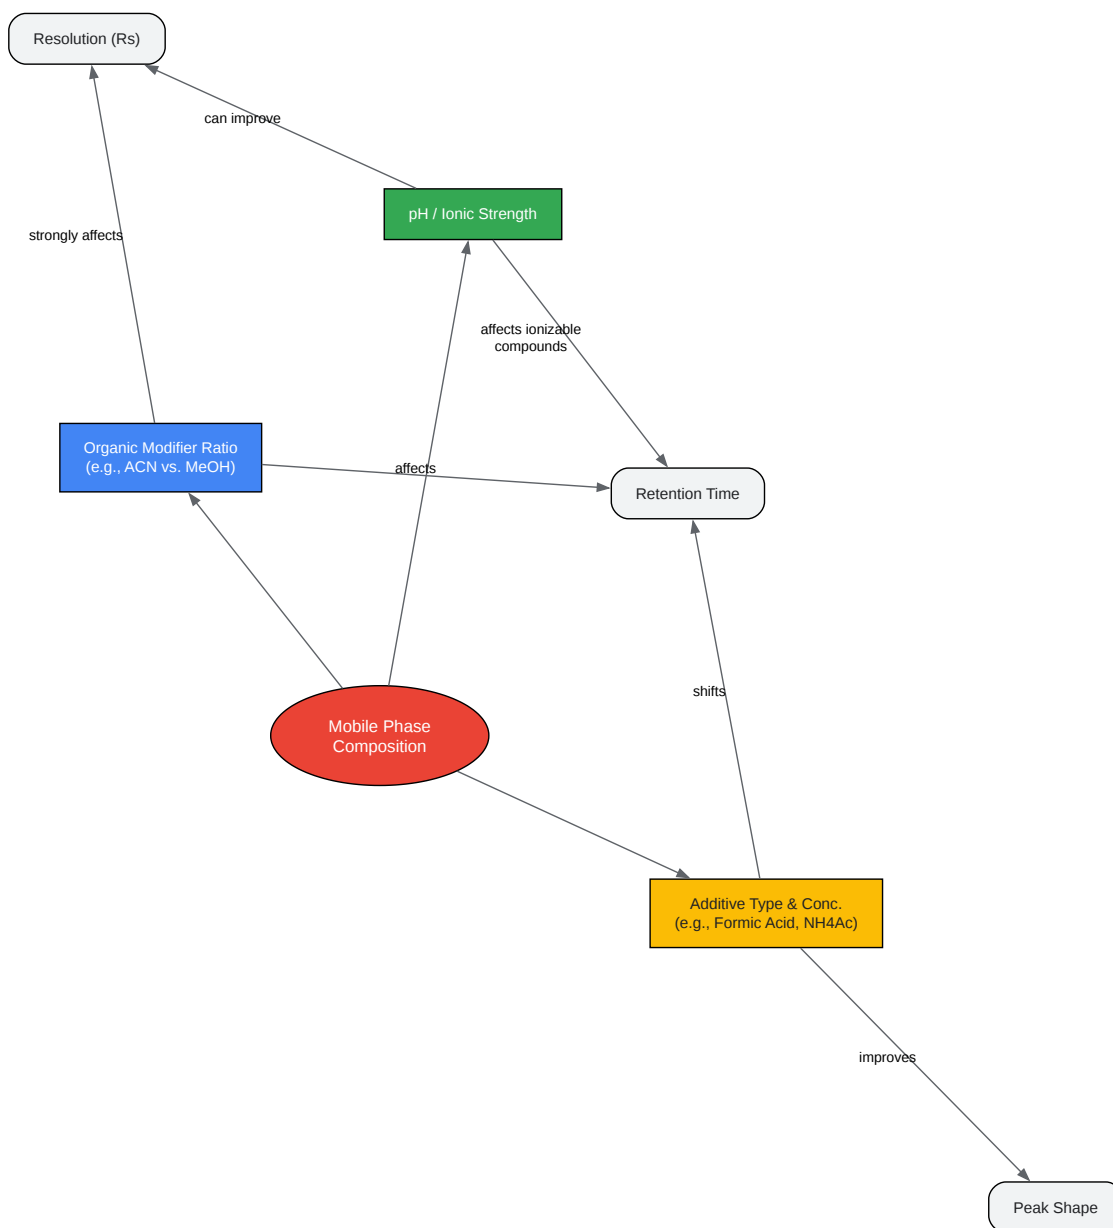 Resolution (Rs)
can improve
pH / Ionic Strength
strongly affects
affects ionizable
compounds
Organic Modifier Ratio
(e.g., ACN vs. MeOH)
affects
Retention Time
shifts
Mobile Phase
Composition
Additive Type & Conc.
(e.g., Formic Acid, NH4Ac)
improves
Peak Shape